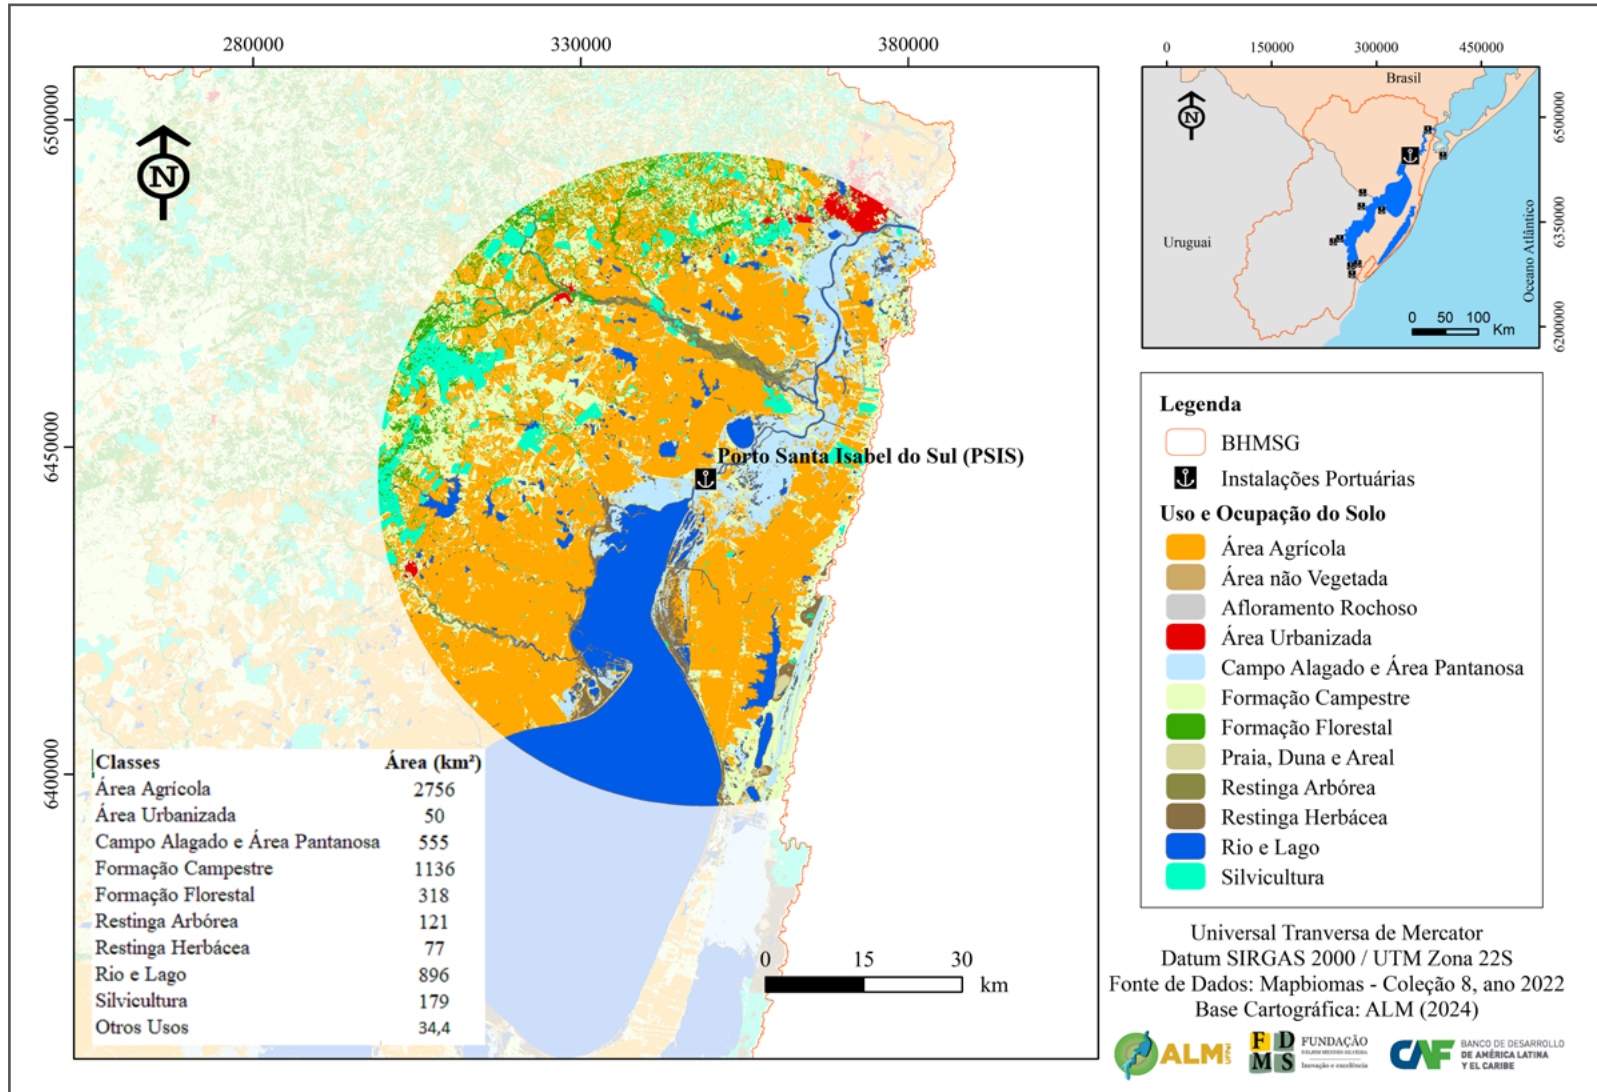 280000
330000
380000
6500000
6450000
6400000
N
Porto Santa Isabel do Sul (PSIS)
Classes Área (km²)
Área Agrícola 2756
Área Urbanizada 50
Campo Alagado e Área Pantanosa 555
Formação Campestre 1136
Formação Florestal 318
Restinga Arbórea 121
Restinga Herbácea 77
Rio e Lago 896
Silvicultura 179
Otros Usos 34,4
0 15 30
km
0 150000 300000 450000
Brasil
N
Uruguai
Oceano Atlântico
0 50 100
Km
6500000
6350000
6200000
Legenda
BHMSG
Instalações Portuárias
Uso e Ocupação do Solo
Área Agrícola
Área não Vegetada
Afloramento Rochoso
Área Urbanizada
Campo Alagado e Área Pantanosa
Formação Campestre
Formação Florestal
Praia, Duna e Areal
Restinga Arbórea
Restinga Herbácea
Rio e Lago
Silvicultura
Universal Tranversa de Mercator
Datum SIRGAS 2000 / UTM Zona 22S
Fonte de Dados: Mapbiomas - Coleção 8, ano 2022
Base Cartográfica: ALM (2024)
ALM
UFPel
F D
M S
FUNDAÇÃO
DELFIM MENDES SILVEIRA
Inovação e excelência
CAF
BANCO DE DESARROLLO
DE AMÉRICA LATINA
Y EL CARIBE